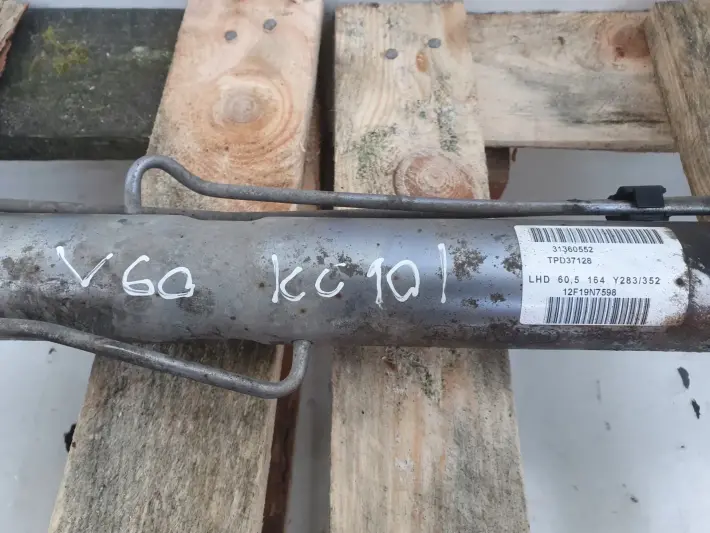 31360552
TPD37128
LHD 60,5 164 Y283/352
12F19N7598
V60 KC101